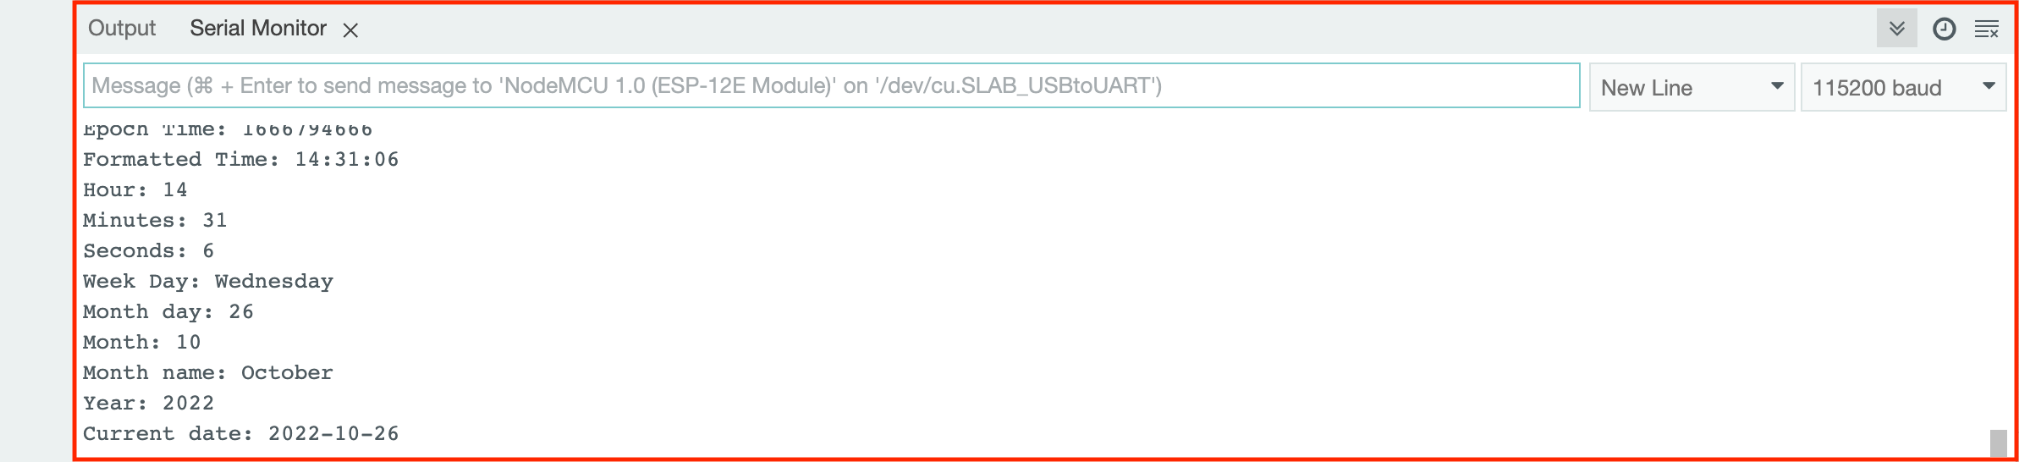 Output Serial Monitor
Message (⌘ + Enter to send message to 'NodeMCU 1.0 (ESP-12E Module)' on '/dev/cu.SLAB_USBtoUART') New Line 115200 baud
Epoch Time: 1666794666
Formatted Time: 14:31:06
Hour: 14
Minutes: 31
Seconds: 6
Week Day: Wednesday
Month day: 26
Month: 10
Month name: October
Year: 2022
Current date: 2022-10-26